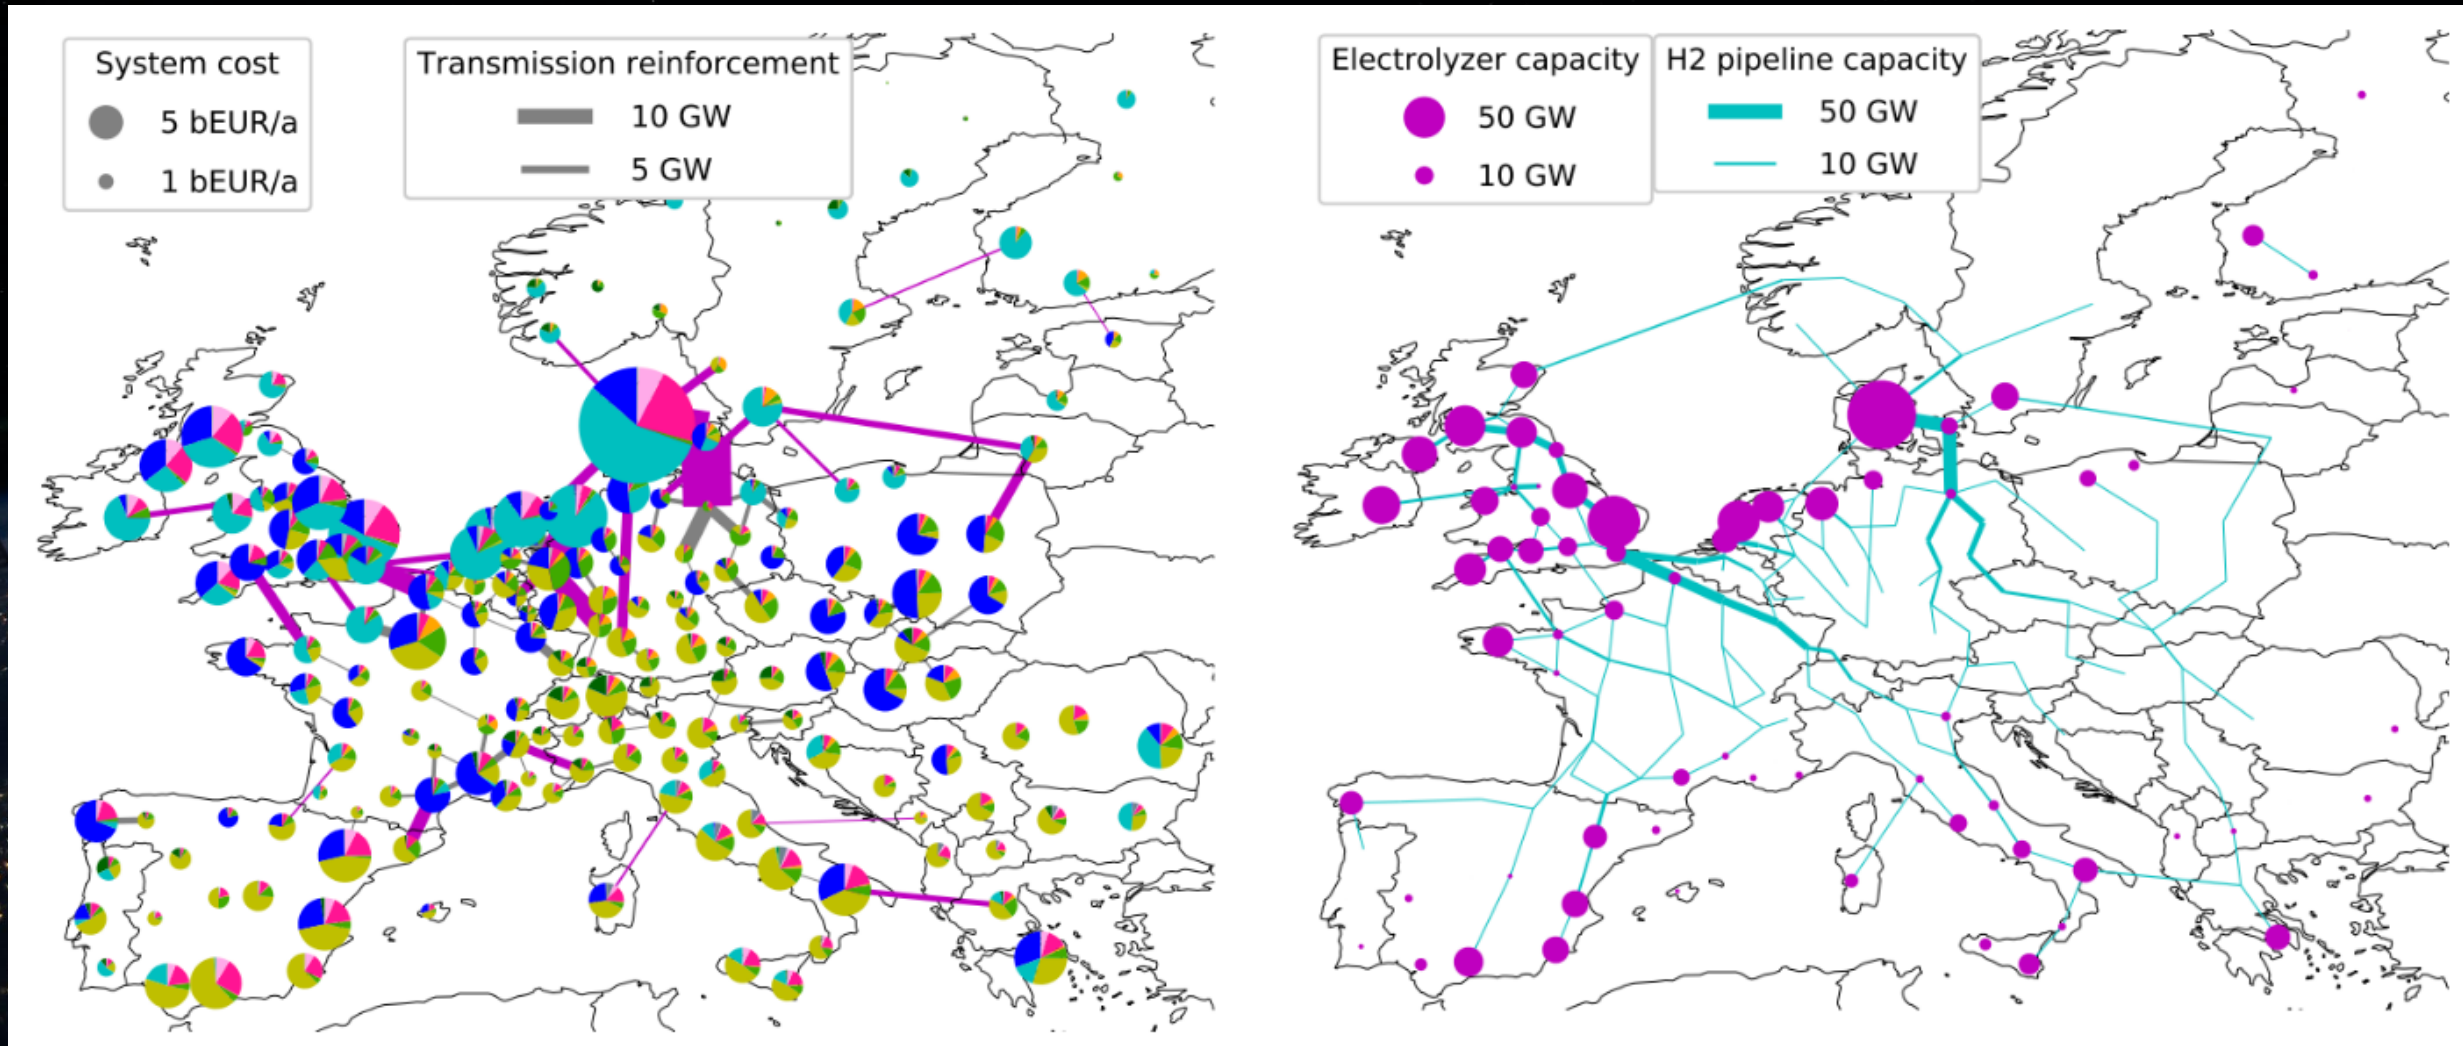 System cost
5 bEUR/a
1 bEUR/a
Transmission reinforcement
10 GW
5 GW
Electrolyzer capacity
50 GW
10 GW
H2 pipeline capacity
50 GW
10 GW